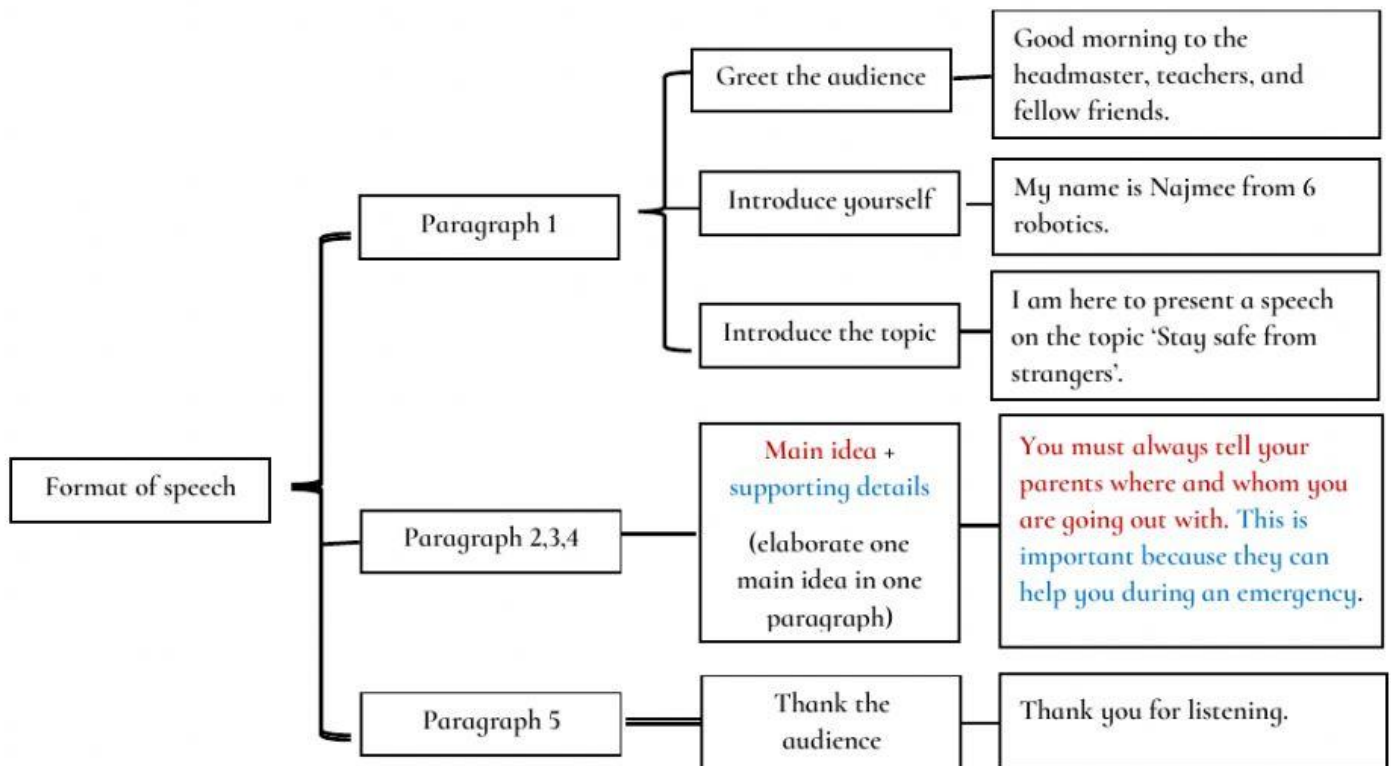 Format of speech
Paragraph 1
Greet the audience
Good morning to the
headmaster, teachers, and
fellow friends.
Introduce yourself
My name is Najmee from 6
robotics.
Introduce the topic
I am here to present a speech
on the topic ‘Stay safe from
strangers’.
Paragraph 2,3,4
Main idea +
supporting details
(elaborate one
main idea in one
paragraph)
You must always tell your
parents where and whom you
are going out with. This is
important because they can
help you during an emergency.
Paragraph 5
Thank the
audience
Thank you for listening.